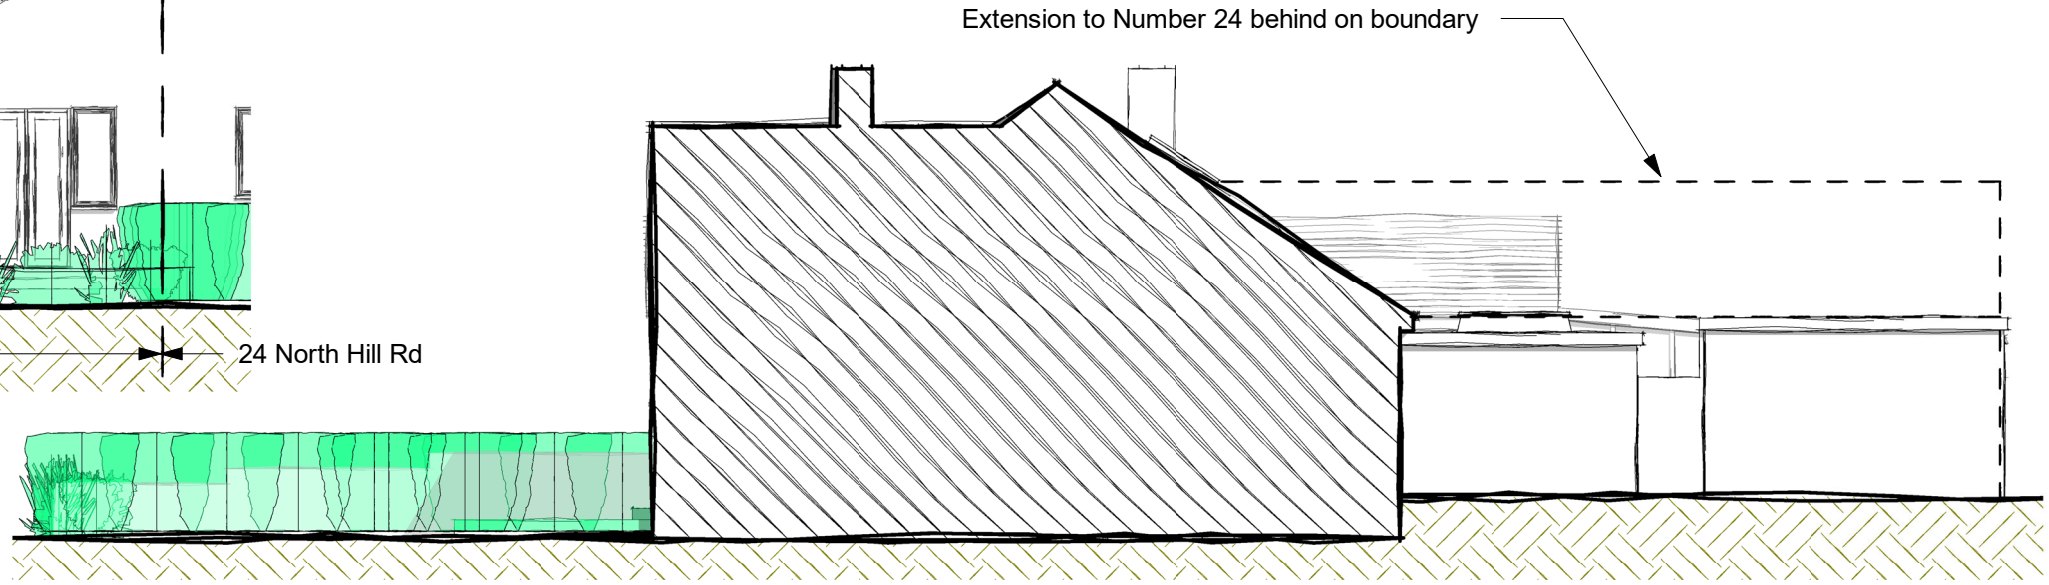 Extension to Number 24 behind on boundary
24 North Hill Rd